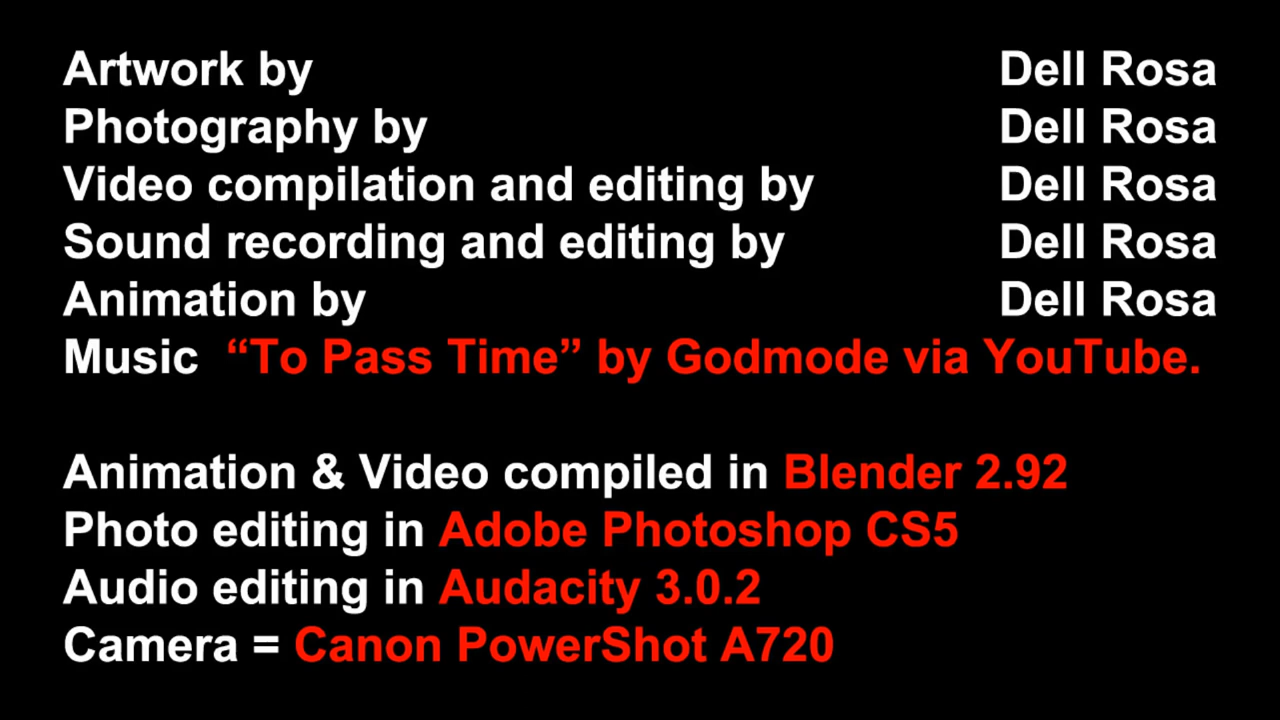 Artwork by Dell Rosa
Photography by Dell Rosa
Video compilation and editing by Dell Rosa
Sound recording and editing by Dell Rosa
Animation by Dell Rosa
Music “To Pass Time” by Godmode via YouTube.
Animation & Video compiled in Blender 2.92
Photo editing in Adobe Photoshop CS5
Audio editing in Audacity 3.0.2
Camera = Canon PowerShot A720